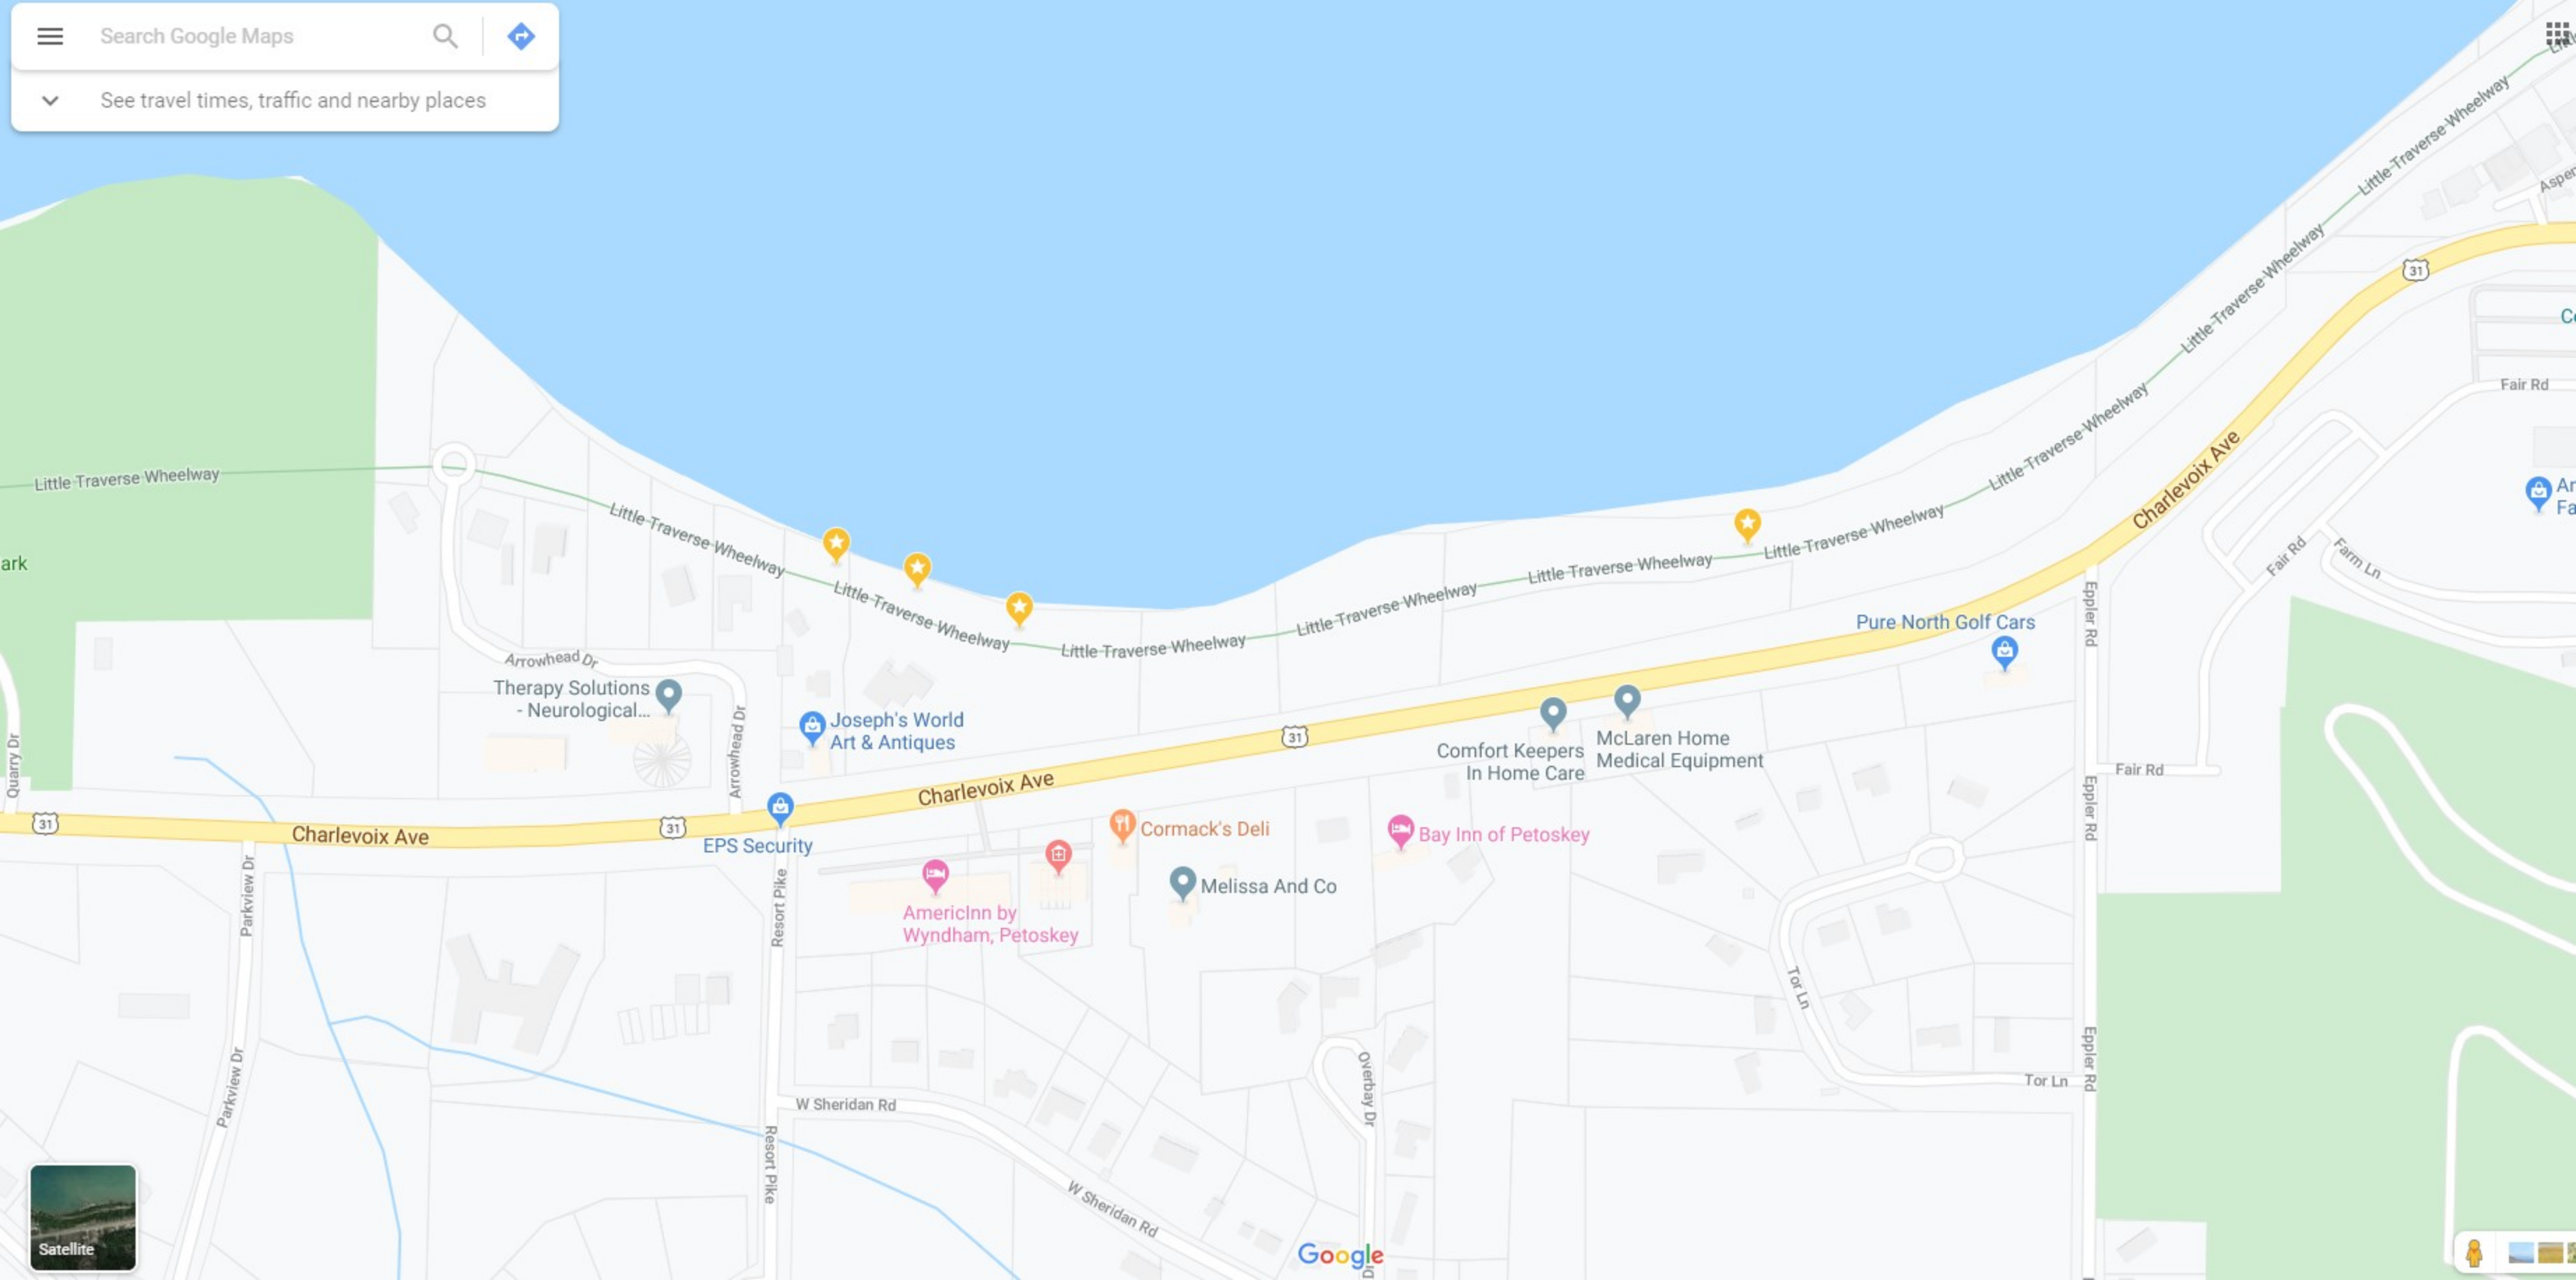 Search Google Maps
See travel times, traffic and nearby places
Little Traverse Wheelway
Little Traverse Wheelway
Aspen
31
Little Traverse Wheelway
Little Traverse Wheelway
Fair Rd
Little Traverse Wheelway
Charlevoix Ave
Little Traverse Wheelway
Little Traverse Wheelway
Little Traverse Wheelway
Little Traverse Wheelway
Little Traverse Wheelway
Little Traverse Wheelway
ark
Fair Rd
Farm Ln
Eppler Rd
Pure North Golf Cars
Arrowhead Dr
Therapy Solutions
- Neurological...
Joseph's World
Art & Antiques
Arrowhead Dr
Quarry Dr
31
Comfort Keepers
In Home Care
McLaren Home
Medical Equipment
Fair Rd
Charlevoix Ave
31
Charlevoix Ave
31
EPS Security
Cormack's Deli
Bay Inn of Petoskey
Eppler Rd
Parkview Dr
Resort Pike
AmericInn by
Wyndham, Petoskey
Melissa And Co
Tor Ln
Overbay Dr
Eppler Rd
Parkview Dr
W Sheridan Rd
Tor Ln
Resort Pike
W Sheridan Rd
Satellite
Google